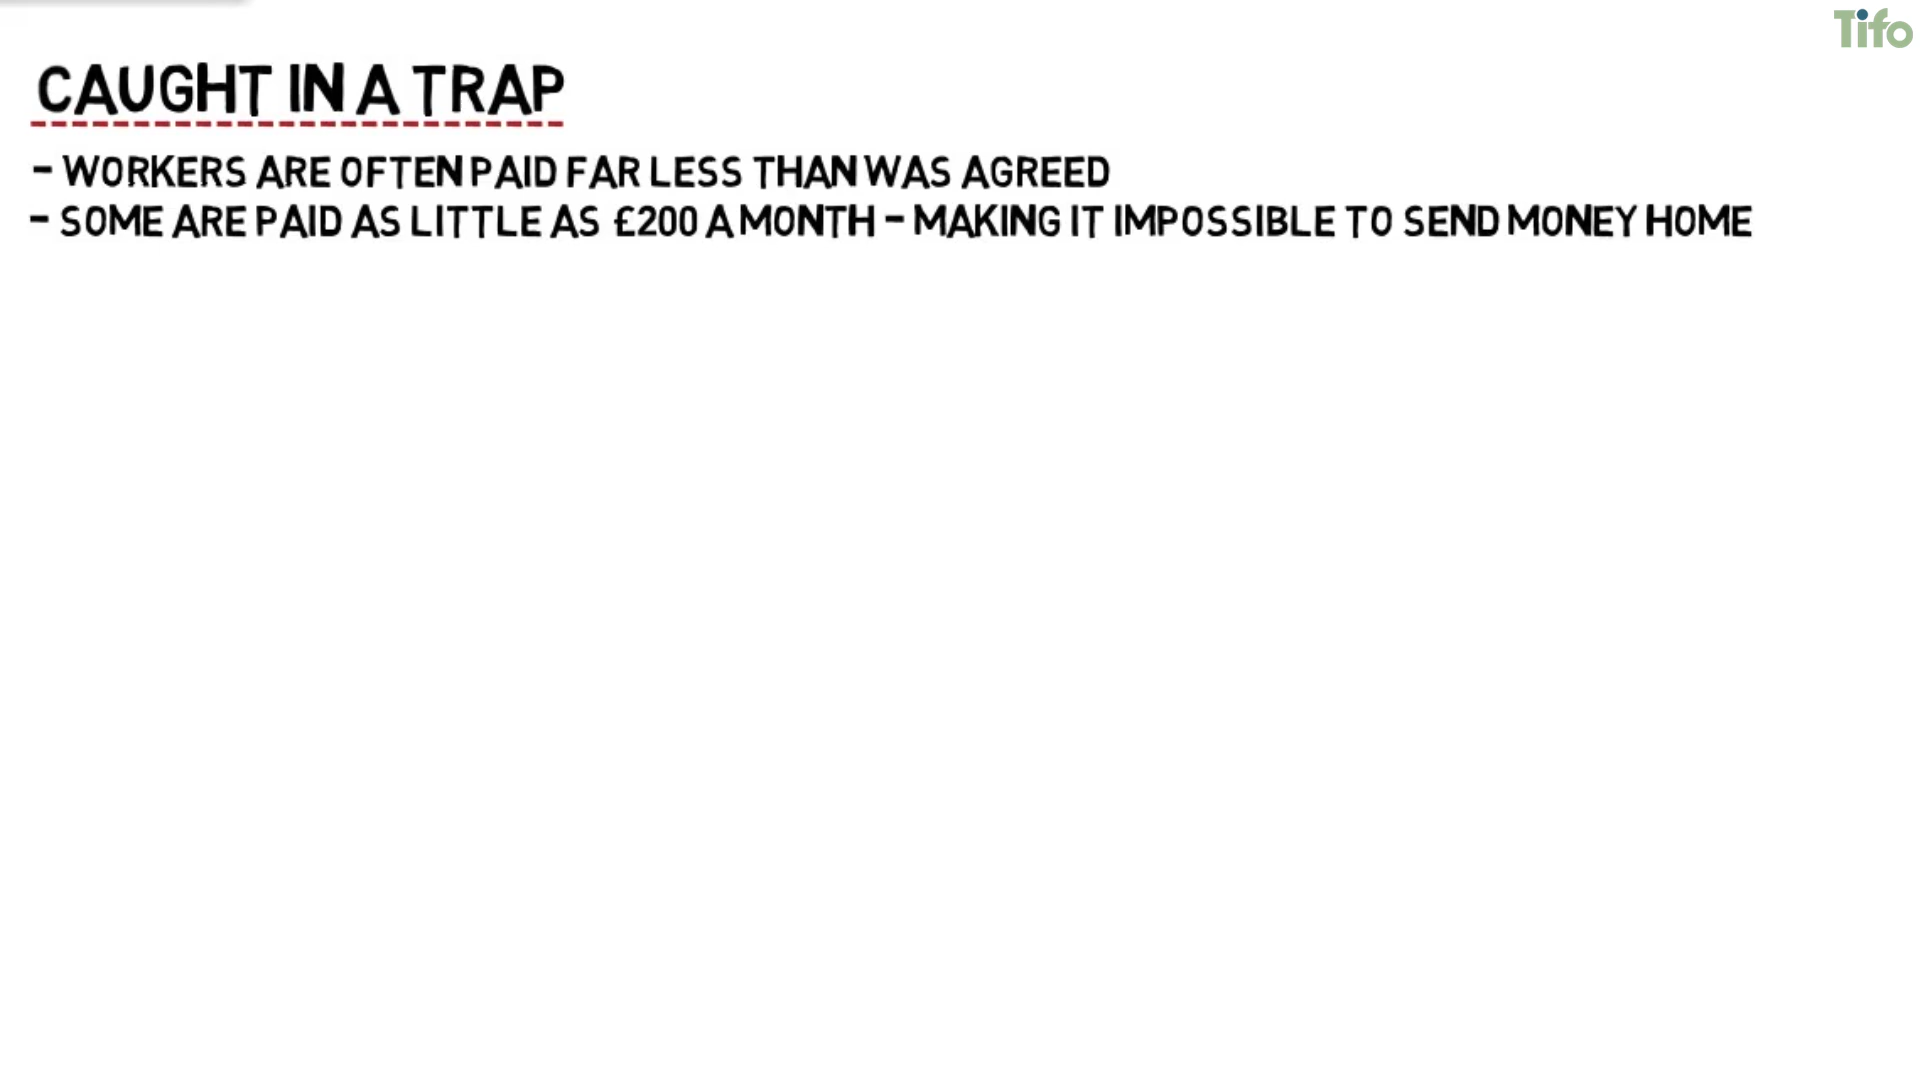 Tifo
CAUGHT IN A TRAP
- WORKERS ARE OFTEN PAID FAR LESS THAN WAS AGREED
- SOME ARE PAID AS LITTLE AS £200 A MONTH - MAKING IT IMPOSSIBLE TO SEND MONEY HOME